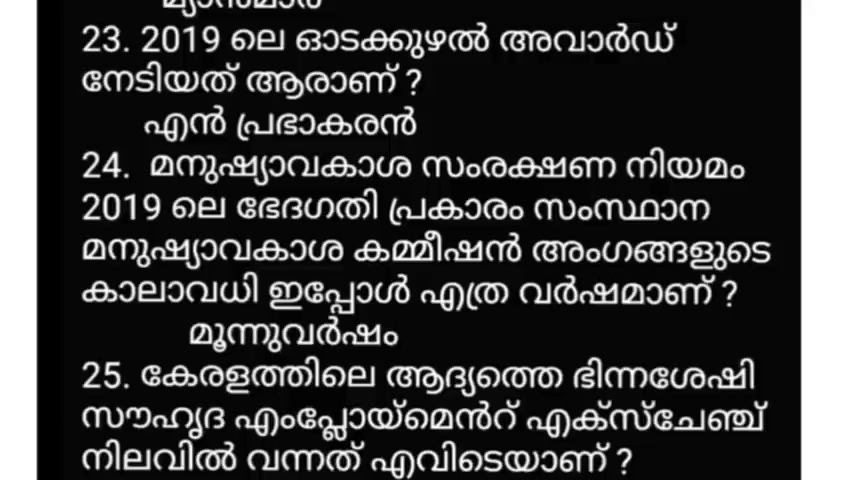 മ്യാൻമാർ
23. 2019 ലെ ഓടക്കുഴൽ അവാർഡ്
നേടിയത് ആരാണ് ?
എൻ പ്രഭാകരൻ
24. മനുഷ്യാവകാശ സംരക്ഷണ നിയമം
2019 ലെ ഭേദഗതി പ്രകാരം സംസ്ഥാന
മനുഷ്യാവകാശ കമ്മീഷൻ അംഗങ്ങളുടെ
കാലാവധി ഇപ്പോൾ എത്ര വർഷമാണ് ?
മൂന്നുവർഷം
25. കേരളത്തിലെ ആദ്യത്തെ ഭിന്നശേഷി
സൗഹൃദ എംപ്ലോയ്മെൻറ് എക്സ്ചേഞ്ച്
നിലവിൽ വന്നത് എവിടെയാണ് ?